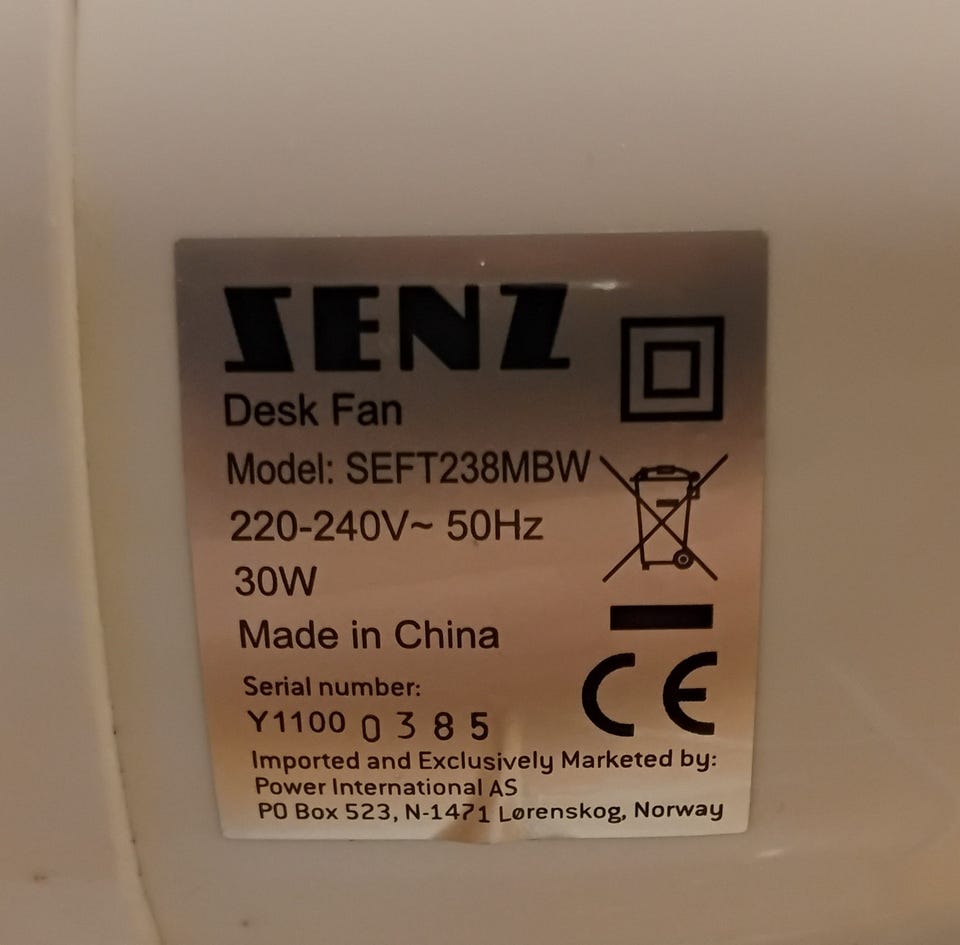 SENZ
Desk Fan
Model: SEFT238MBW
220-240V~ 50Hz
30W
Made in China
Serial number:
Y1100 0385
CE
Imported and Exclusively Marketed by:
Power International AS
PO Box 523, N-1471 Lørenskog, Norway